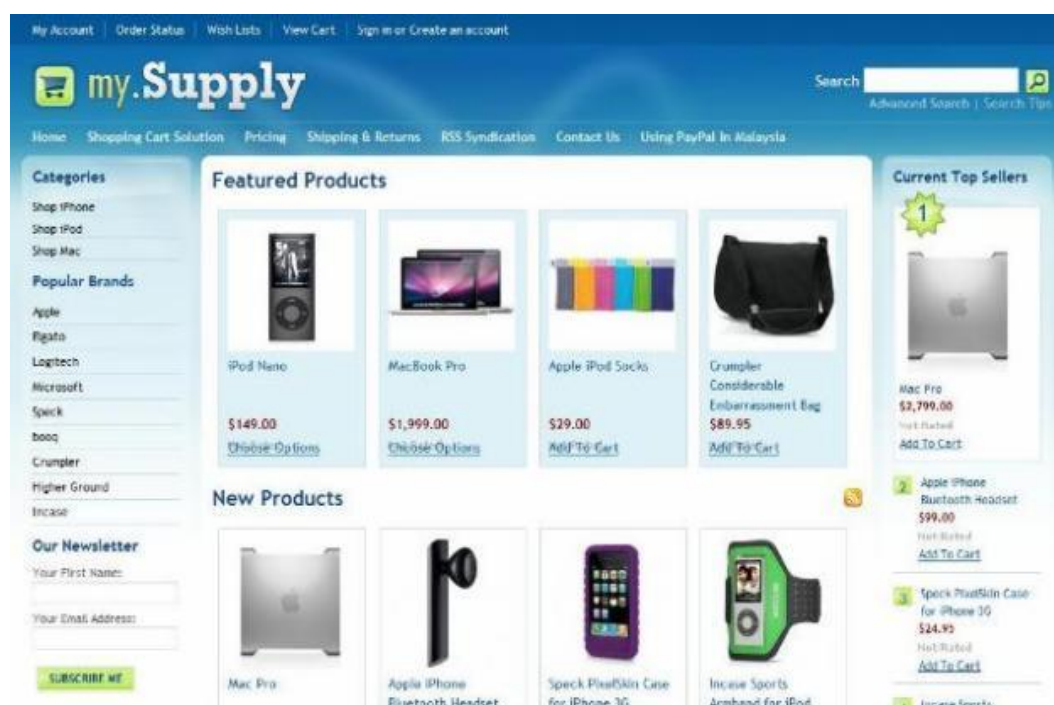 My Account | Order Status | Wish Lists | View Cart | Sign in or Create an account
my.Supply
Search
Advanced Search | Search Tips
Home Shopping Cart Solution Pricing Shipping & Returns RSS Syndication Contact Us Using PayPal In Malaysia
Categories
Shop iPhone
Shop iPod
Shop Mac
Popular Brands
Apple
Elgato
Logitech
Microsoft
Speck
booq
Crumpler
Higher Ground
Incase
Our Newsletter
Your First Name:
Your Email Address:
SUBSCRIBE ME
Featured Products
iPod Nano
$149.00
Choose Options
MacBook Pro
$1,999.00
Choose Options
Apple iPod Socks
$29.00
Add To Cart
Crumpler
Considerable
Embarrassment Bag
$89.95
Add To Cart
New Products
Mac Pro
Apple iPhone
Bluetooth Headset
Speck PixelSkin Case
for iPhone 3G
Incase Sports
Armband for iPod
Current Top Sellers
1
Mac Pro
$2,799.00
Not Rated
Add To Cart
2
Apple iPhone
Bluetooth Headset
$99.00
Not Rated
Add To Cart
3
Speck PixelSkin Case
for iPhone 3G
$24.95
Not Rated
Add To Cart
Incase Sports